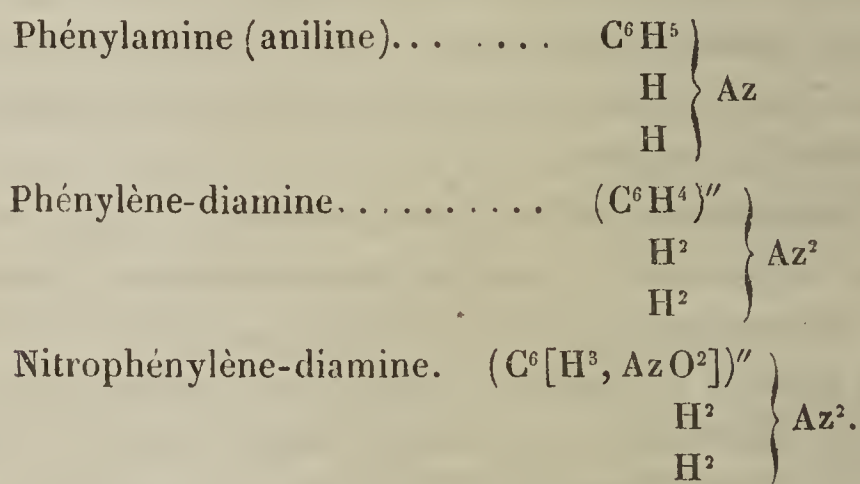 Phénylamine (aniline)... .... C⁶H⁵
H } Az
H
Phénylène-diamine.......... (C⁶H⁴)″
H² } Az²
H²
Nitrophénylène-diamine. (C⁶[H³, AzO²])″
H² } Az².
H²